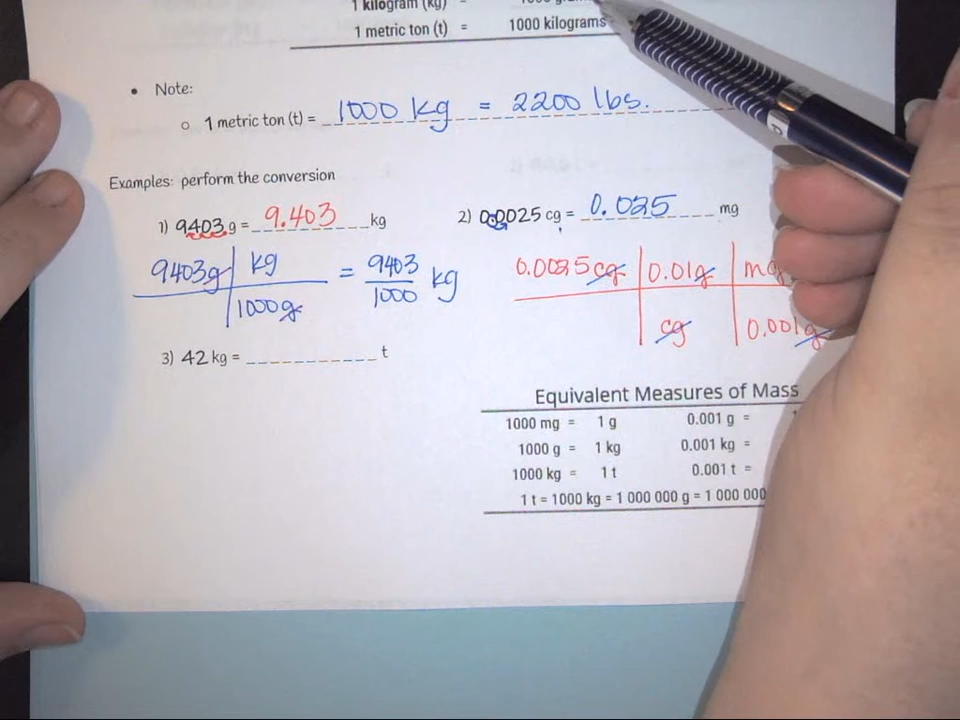 1 kilogram (kg) =
1 metric ton (t) = 1000 kilograms
• Note:
o 1 metric ton (t) = 1000 kg = 2200 lbs.
Examples: perform the conversion
1) 9403 g = 9.403 kg
2) 0.0025 cg = 0.025 mg
9403g kg = 9403 kg
1000g 1000
0.0025cg 0.01g mg
cg 0.001g
3) 42 kg = t
Equivalent Measures of Mass
1000 mg = 1 g 0.001 g =
1000 g = 1 kg 0.001 kg =
1000 kg = 1 t 0.001 t =
1 t = 1000 kg = 1 000 000 g = 1 000 000